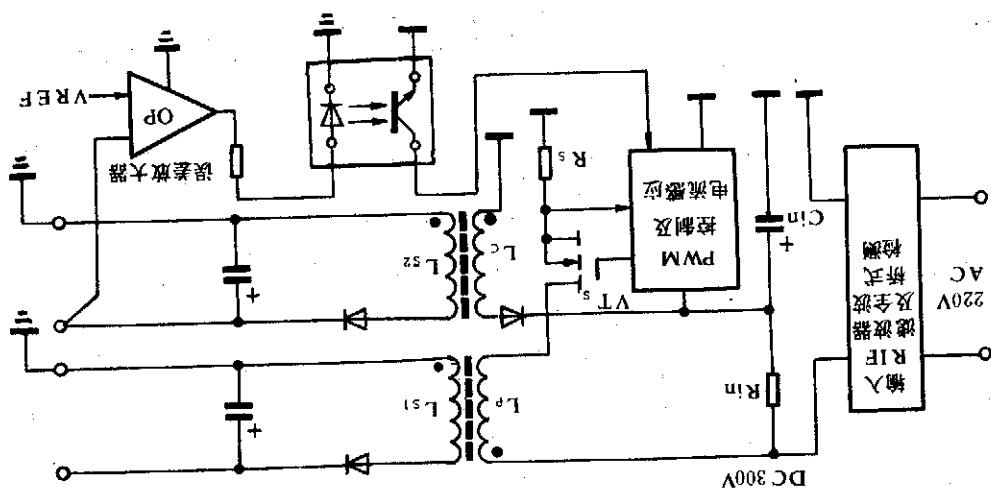 DC 300V
输入
RIF
滤波器
及全波
桥式
检测
220V
AC
Rin
Cin
+
PWM
控制及
电流感应
VT
s
Rs
LP
LS1
+
LC
LS2
+
误差放大器
OP
VREF